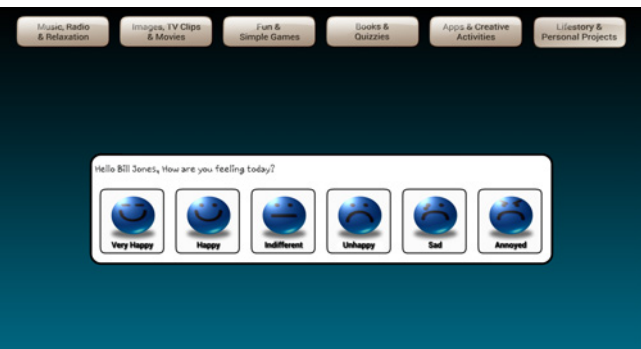 Music, Radio
& Relaxation
Images, TV Clips
& Movies
Fun &
Simple Games
Books &
Quizzies
Apps & Creative
Activities
Lifestory &
Personal Projects
Hello Bill Jones, How are you feeling today?
Very Happy
Happy
Indifferent
Unhappy
Sad
Annoyed